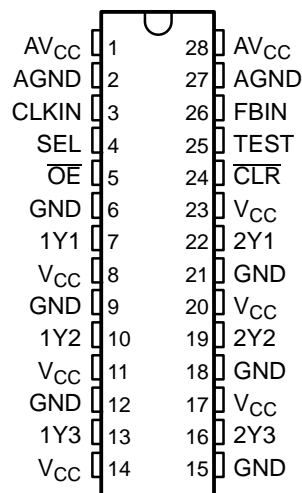 AVCC 1 28 AVCC
AGND 2 27 AGND
CLKIN 3 26 FBIN
SEL 4 25 TEST
O̅E̅ 5 24 C̅L̅R̅
GND 6 23 VCC
1Y1 7 22 2Y1
VCC 8 21 GND
GND 9 20 VCC
1Y2 10 19 2Y2
VCC 11 18 GND
GND 12 17 VCC
1Y3 13 16 2Y3
VCC 14 15 GND